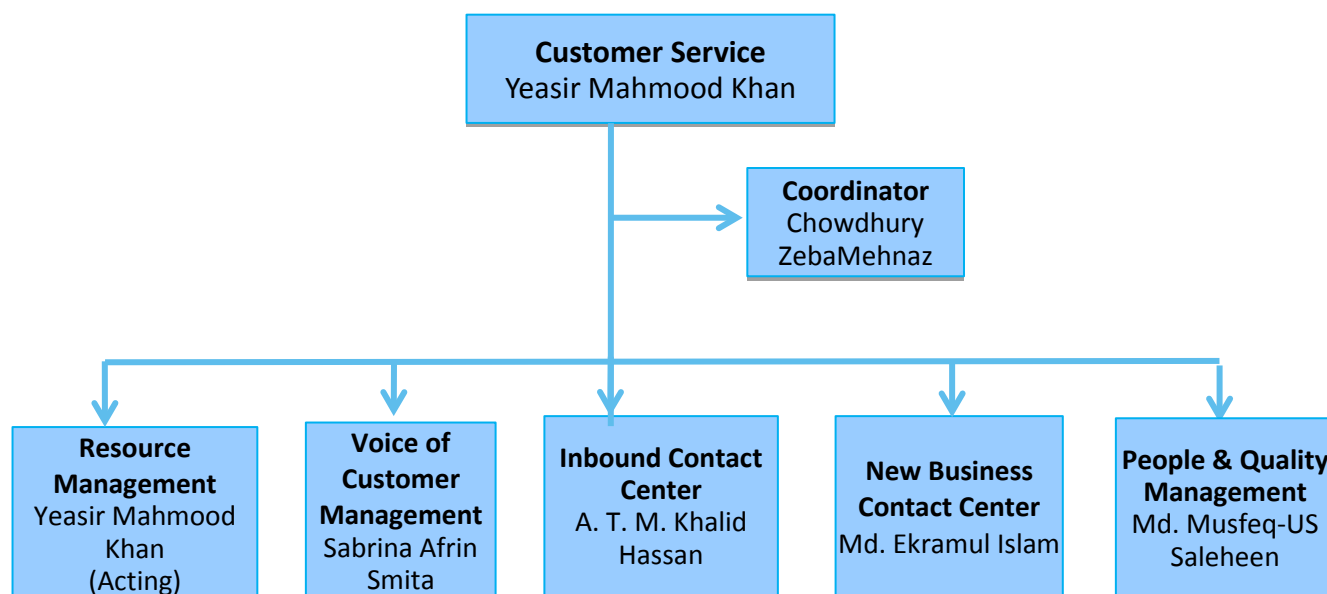 Customer Service
Yeasir Mahmood Khan
Coordinator
Chowdhury
ZebaMehnaz
Resource
Management
Yeasir Mahmood
Khan
(Acting)
Voice of
Customer
Management
Sabrina Afrin
Smita
Inbound Contact
Center
A. T. M. Khalid
Hassan
New Business
Contact Center
Md. Ekramul Islam
People & Quality
Management
Md. Musfeq-US
Saleheen